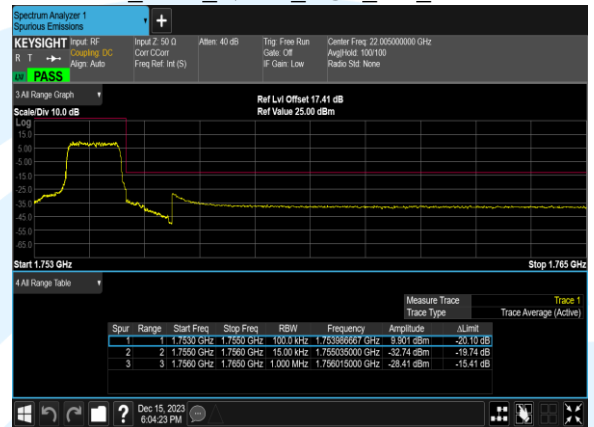 Spectrum Analyzer 1
Spurious Emissions
KEYSIGHT Input: RF Input Z: 50 Ω Atten: 40 dB Trig: Free Run Center Freq: 22.005000000 GHz
R T Coupling: DC Corr CCorr Gate: Off Avg|Hold: 100/100
Align: Auto Freq Ref: Int (S) IF Gain: Low Radio Std: None
LV PASS
3 All Range Graph
Ref Lvl Offset 17.41 dB
Scale/Div 10.0 dB Ref Value 25.00 dBm
Log
15.0
5.00
-5.00
-15.0
-25.0
-35.0
-45.0
-55.0
-65.0
Start 1.753 GHz Stop 1.765 GHz
4 All Range Table
Measure Trace Trace 1
Trace Type Trace Average (Active)
Spur Range Start Freq Stop Freq RBW Frequency Amplitude ΔLimit
1 1 1.7530 GHz 1.7550 GHz 100.0 kHz 1.753986667 GHz 9.901 dBm -20.10 dB
2 2 1.7550 GHz 1.7560 GHz 15.00 kHz 1.755035000 GHz -32.74 dBm -19.74 dB
3 3 1.7560 GHz 1.7650 GHz 1.000 MHz 1.756015000 GHz -28.41 dBm -15.41 dB
? Dec 15, 2023
6:04:23 PM